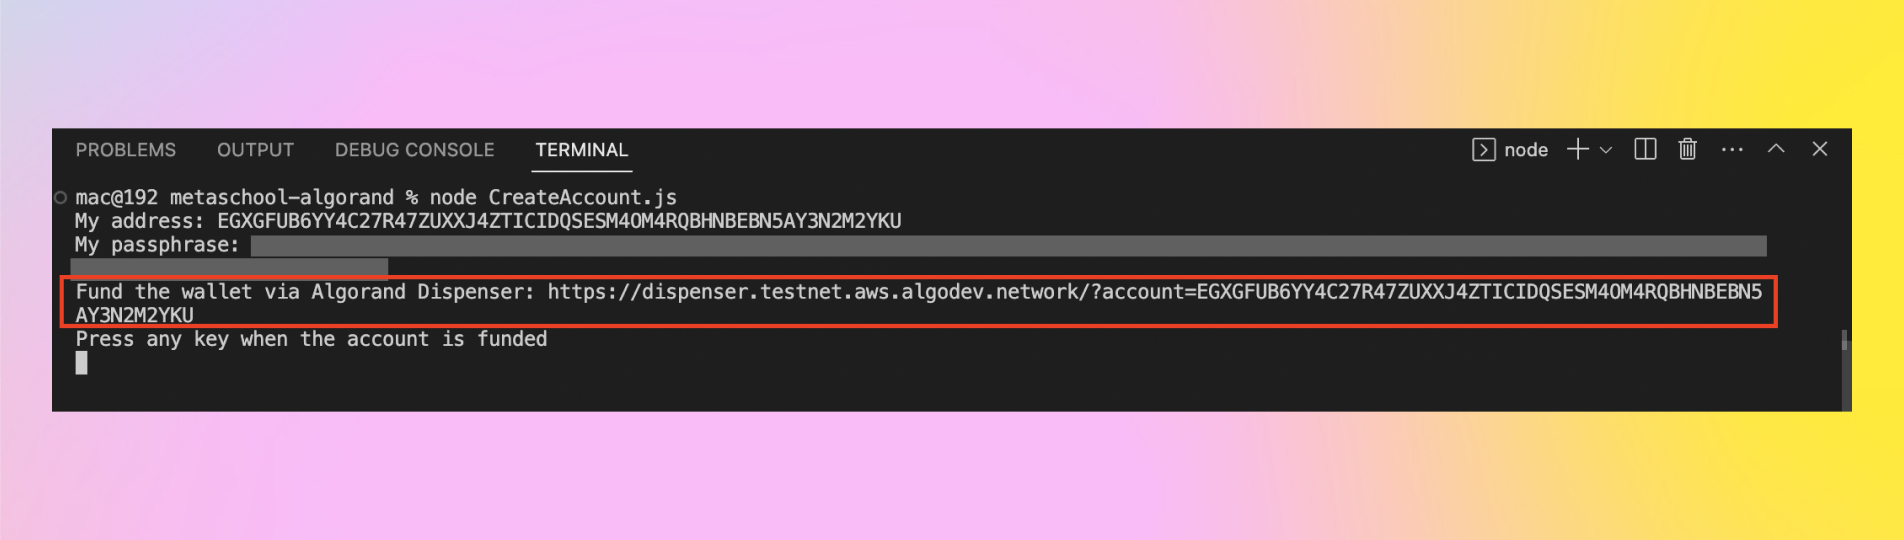 PROBLEMS OUTPUT DEBUG CONSOLE TERMINAL node
mac@192 metaschool-algorand % node CreateAccount.js
My address: EGXGFUB6YY4C27R47ZUXXJ4ZTICIDQSESM4OM4RQBHNBEBN5AY3N2M2YKU
My passphrase:
Fund the wallet via Algorand Dispenser: https://dispenser.testnet.aws.algodev.network/?account=EGXGFUB6YY4C27R47ZUXXJ4ZTICIDQSESM4OM4RQBHNBEBN5
AY3N2M2YKU
Press any key when the account is funded